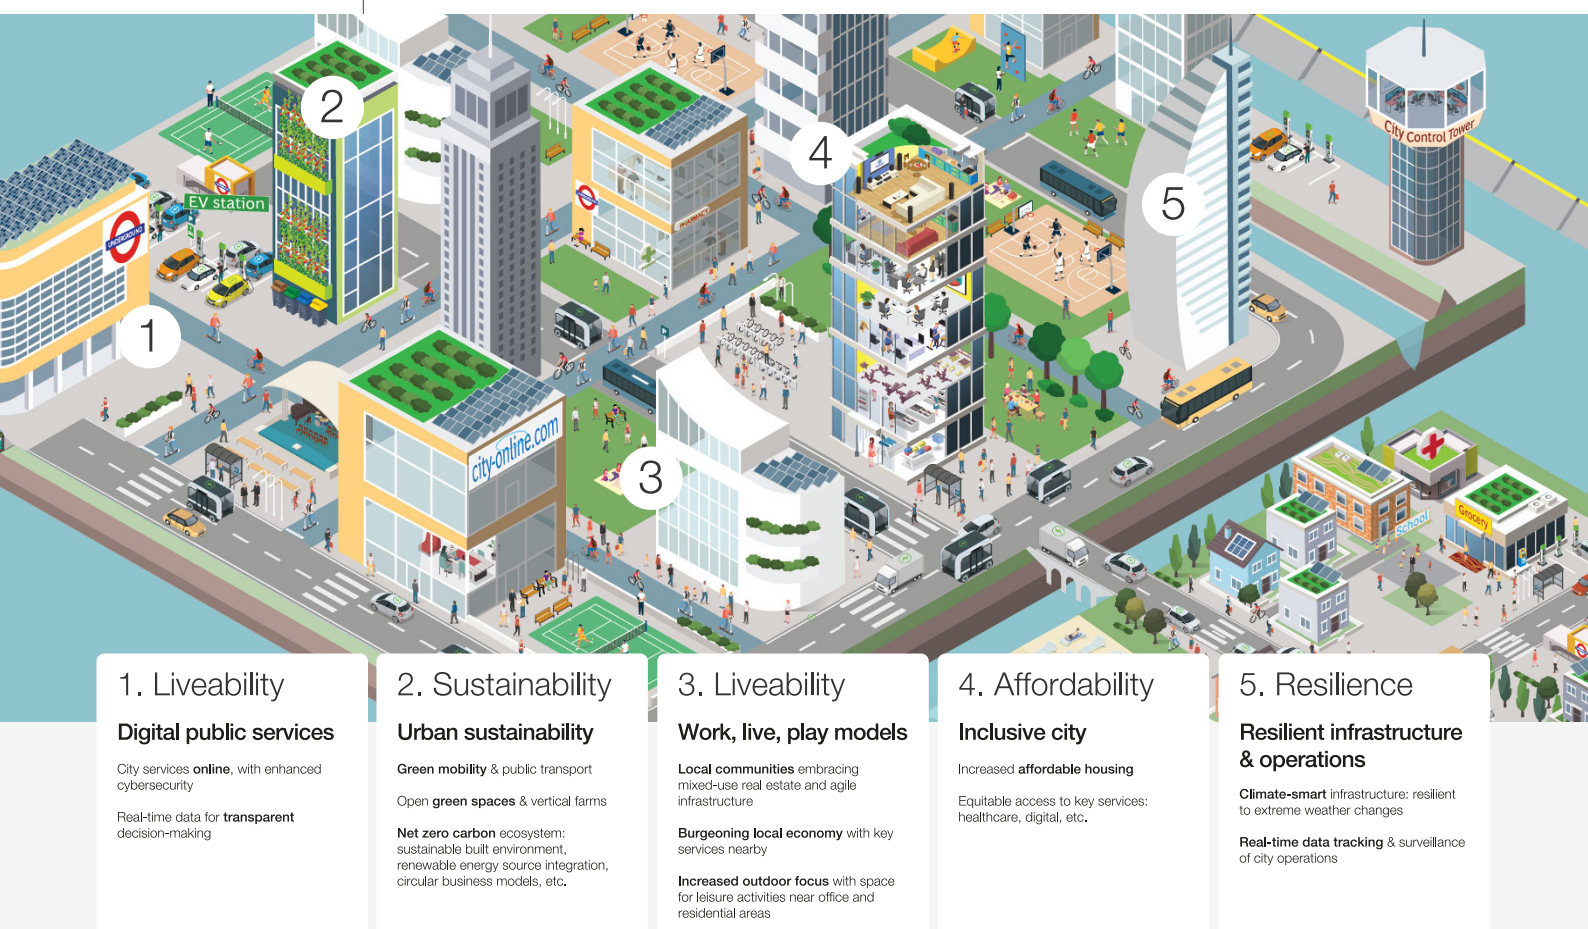 2
4
5
1
3
City Control Tower
EV station
UNDERGROUND
PHARMACY
city-online.com
School
Grocery
1. Liveability
Digital public services
City services online, with enhanced
cybersecurity
Real-time data for transparent
decision-making
2. Sustainability
Urban sustainability
Green mobility & public transport
Open green spaces & vertical farms
Net zero carbon ecosystem:
sustainable built environment,
renewable energy source integration,
circular business models, etc.
3. Liveability
Work, live, play models
Local communities embracing
mixed-use real estate and agile
infrastructure
Burgeoning local economy with key
services nearby
Increased outdoor focus with space
for leisure activities near office and
residential areas
4. Affordability
Inclusive city
Increased affordable housing
Equitable access to key services:
healthcare, digital, etc.
5. Resilience
Resilient infrastructure
& operations
Climate-smart infrastructure: resilient
to extreme weather changes
Real-time data tracking & surveillance
of city operations